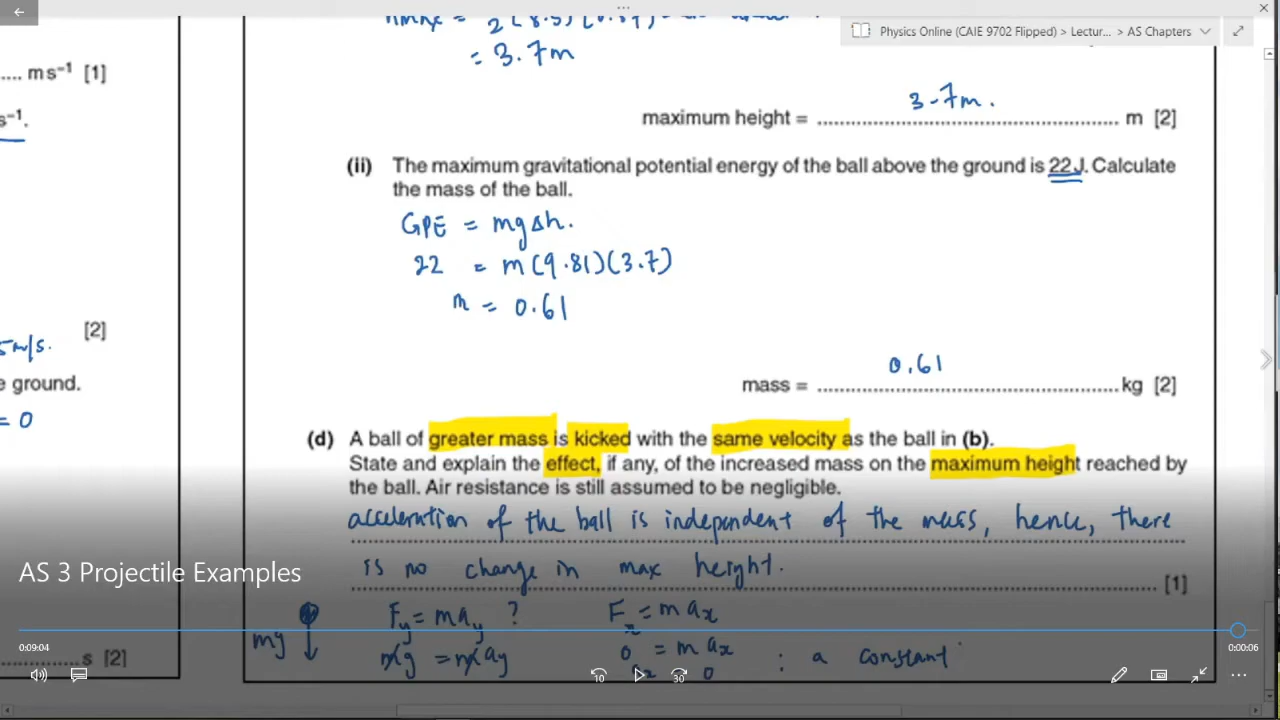 = 3.7m
Physics Online (CAIE 9702 Flipped) > Lectur... > AS Chapters
.... m s⁻¹ [1]
s⁻¹.
3.7m.
maximum height = .................................................. m [2]
(ii) The maximum gravitational potential energy of the ball above the ground is 22 J. Calculate
the mass of the ball.
GPE = mgΔh.
22 = m(9.81)(3.7)
m = 0.61
[2]
5m/s.
e ground.
= 0
0.61
mass = .................................................. kg [2]
(d) A ball of greater mass is kicked with the same velocity as the ball in (b).
State and explain the effect, if any, of the increased mass on the maximum height reached by
the ball. Air resistance is still assumed to be negligible.
acceleration of the ball is independent of the mass, hence, there
is no change in max height.
[1]
AS 3 Projectile Examples
mg
Fy = may ?
Fx = max
mg = may
0 = max
ax = 0
: a constant
0:09:04
0:00:06
..... s [2]
10
30